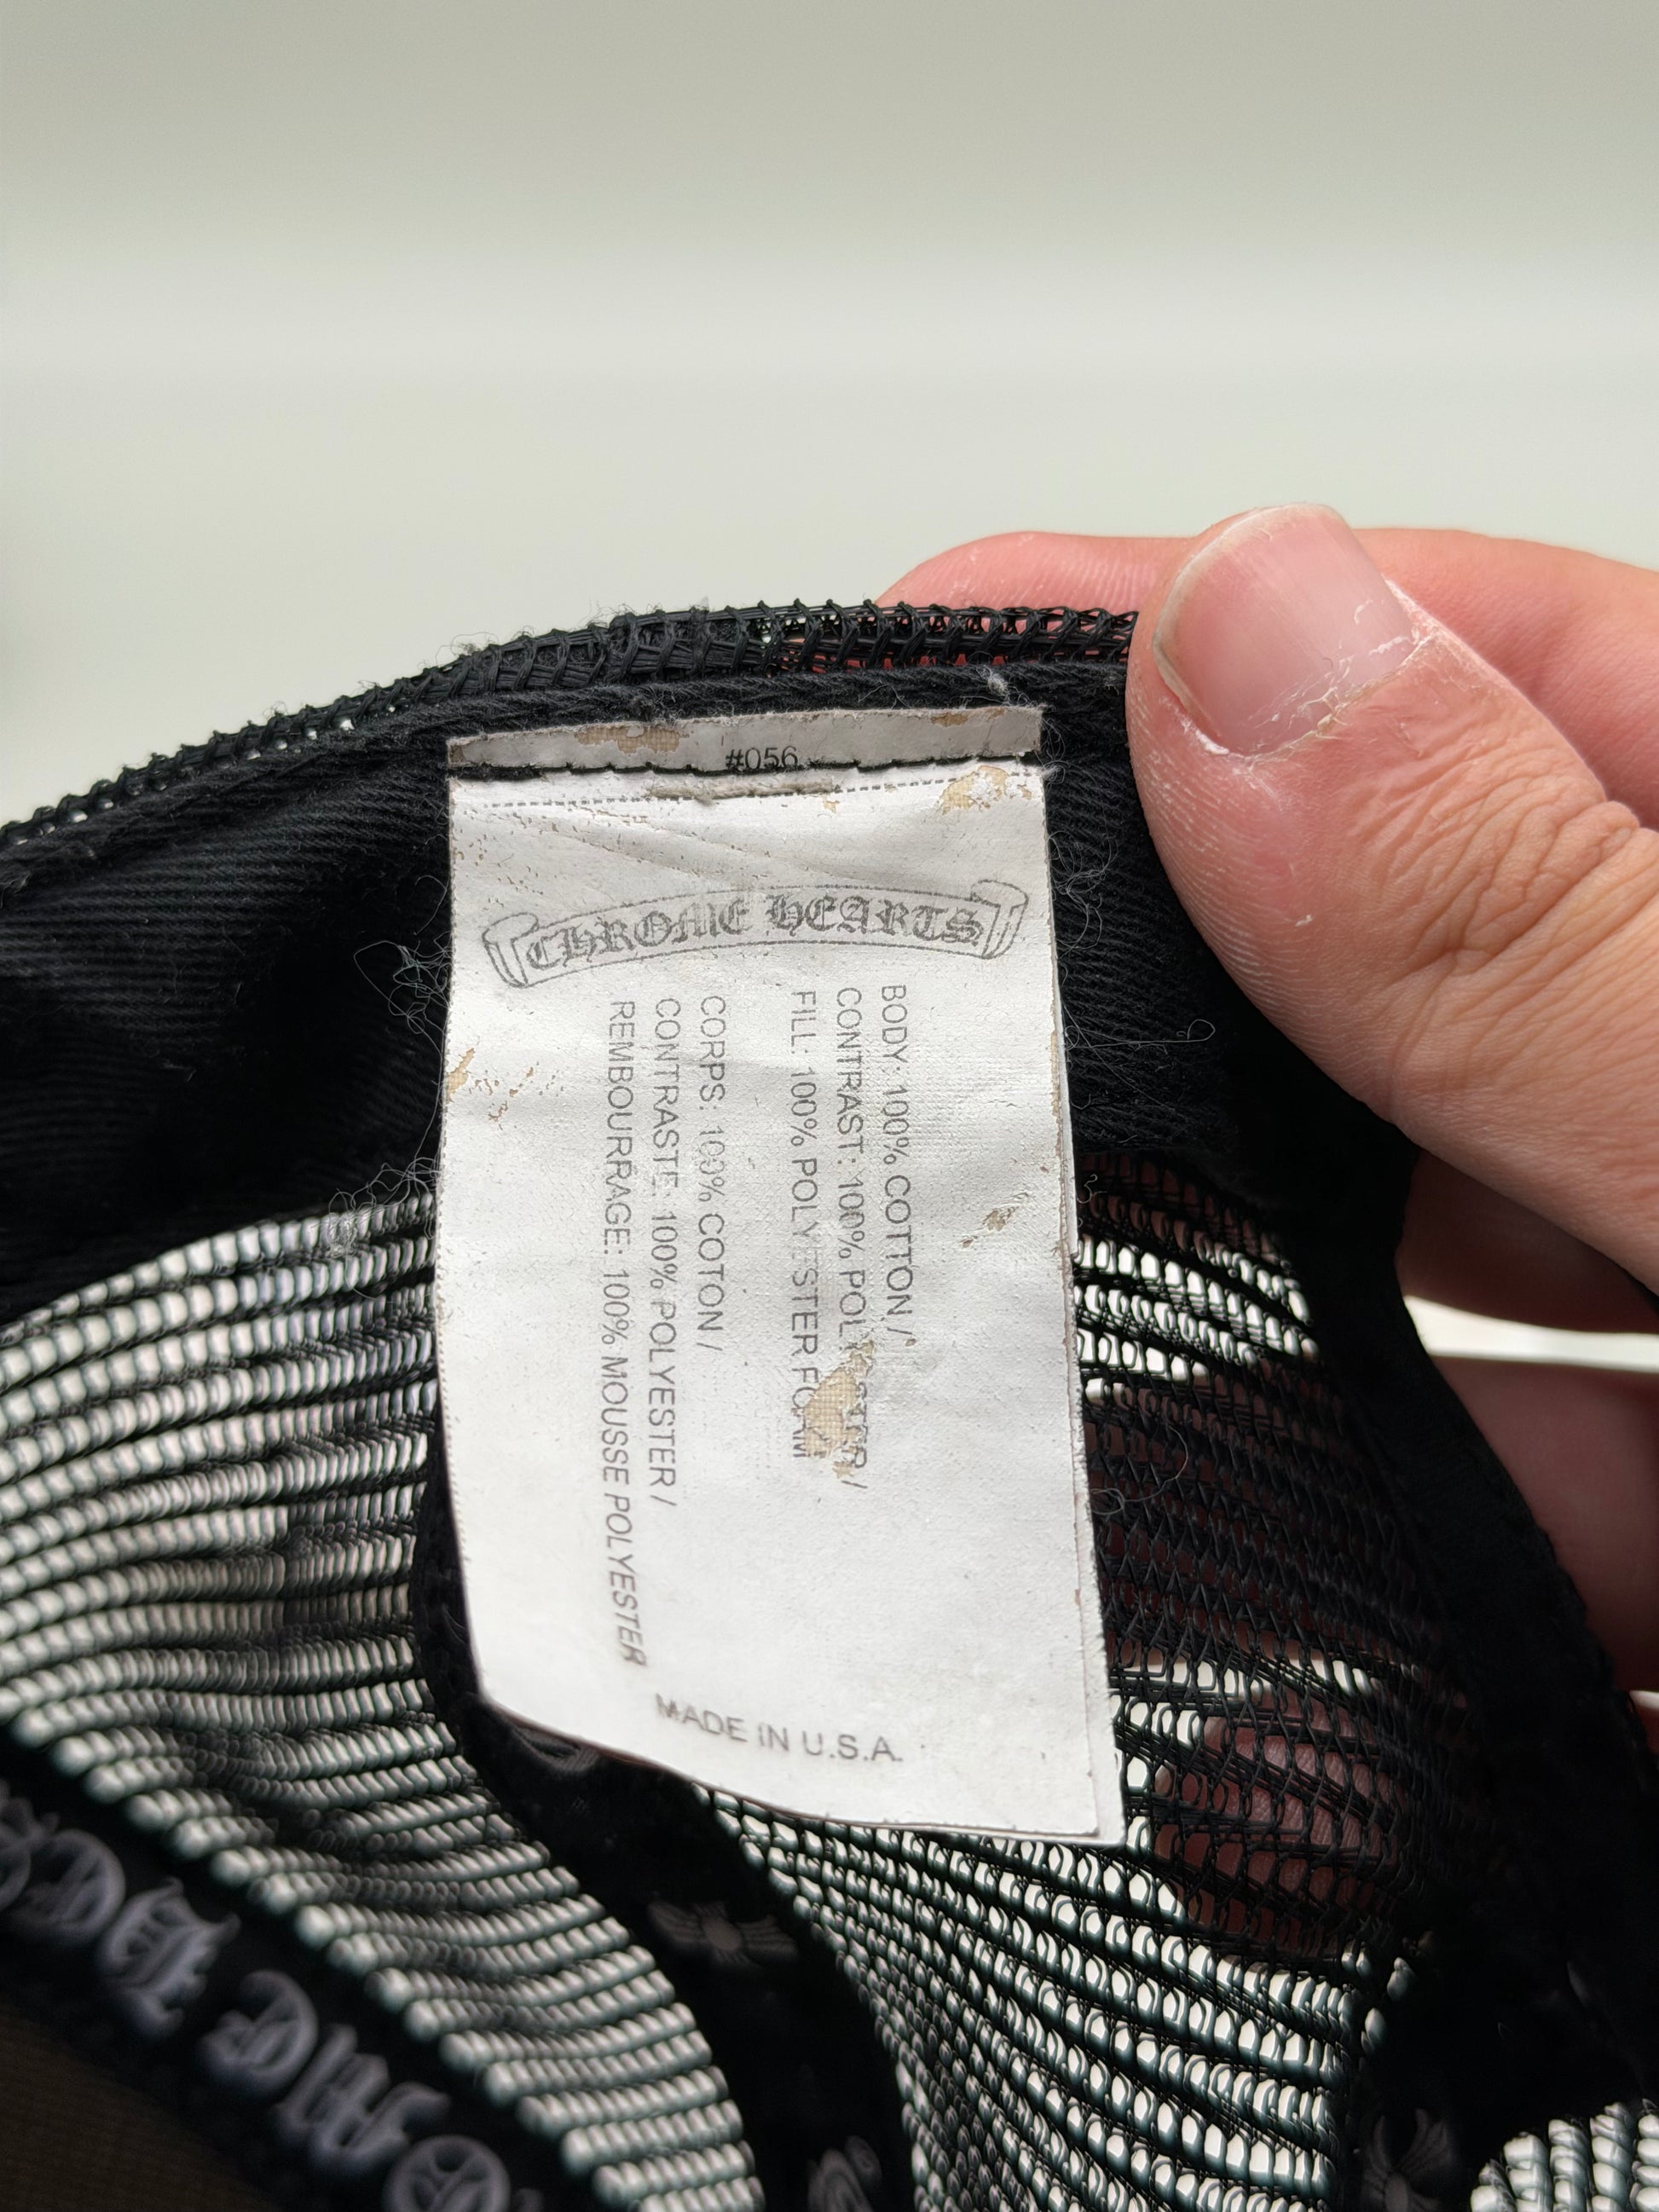 #056
CHROME HEARTS
BODY: 100% COTTON /
CONTRAST: 100% POLYESTER /
FILL: 100% POLYESTER FOAM
CORPS: 100% COTON /
CONTRASTE: 100% POLYESTER /
REMBOURRAGE: 100% MOUSSE POLYESTER
MADE IN U.S.A.